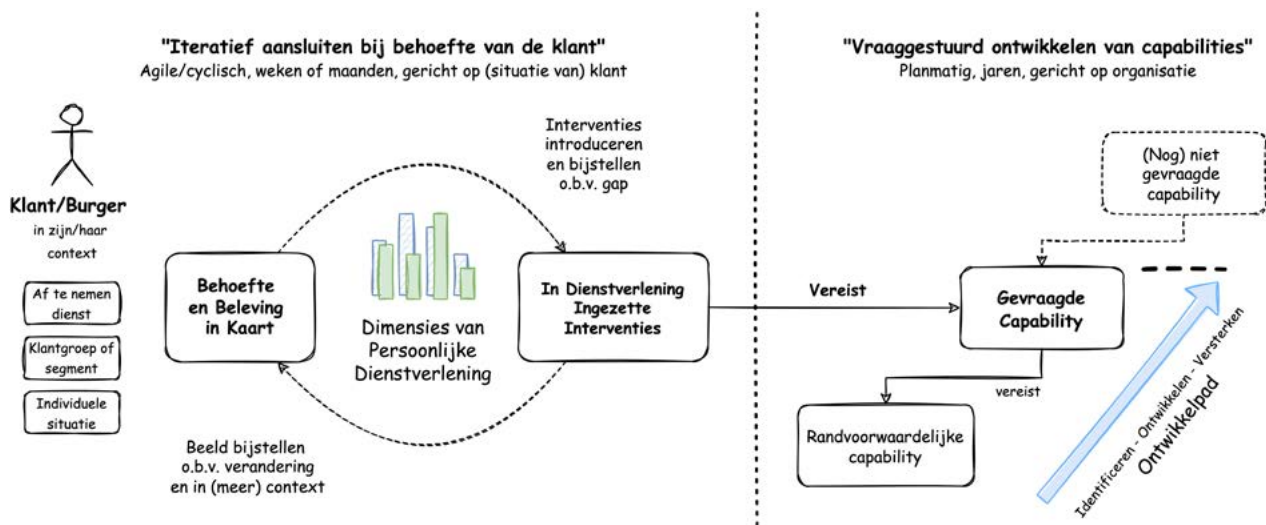 "Iteratief aansluiten bij behoefte van de klant"
Agile/cyclisch, weken of maanden, gericht op (situatie van) klant
Klant/Burger
in zijn/haar
context
Af te nemen
dienst
Klantgroep of
segment
Individuele
situatie
Behoefte
en Beleving
in Kaart
Interventies
introduceren
en bijstellen
o.b.v. gap
Dimensies van
Persoonlijke
Dienstverlening
In Dienstverlening
Ingezette
Interventies
Beeld bijstellen
o.b.v. verandering
en in (meer) context
"Vraaggestuurd ontwikkelen van capabilities"
Planmatig, jaren, gericht op organisatie
(Nog) niet
gevraagde
capability
Vereist
Gevraagde
Capability
vereist
Randvoorwaardelijke
capability
Identificeren - Ontwikkelen - Versterken
Ontwikkelpad